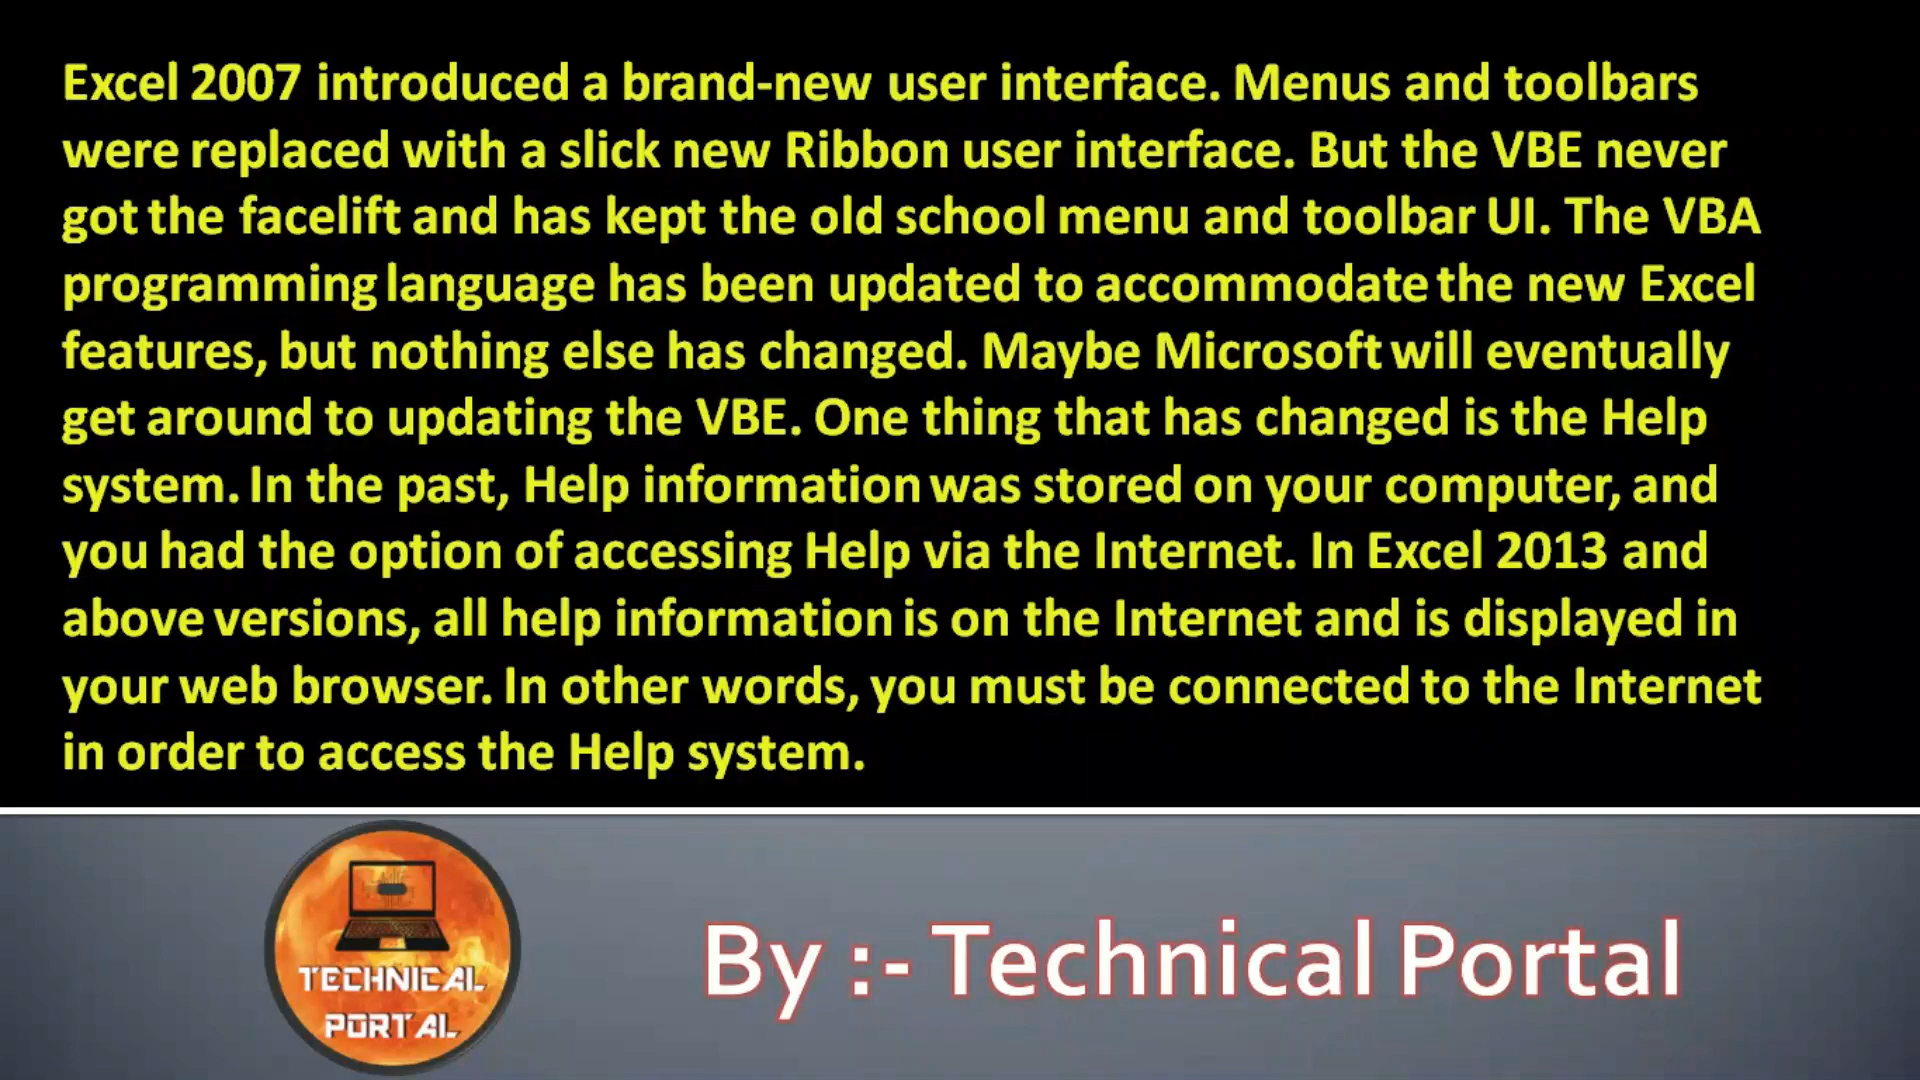 Excel 2007 introduced a brand-new user interface. Menus and toolbars
were replaced with a slick new Ribbon user interface. But the VBE never
got the facelift and has kept the old school menu and toolbar UI. The VBA
programming language has been updated to accommodate the new Excel
features, but nothing else has changed. Maybe Microsoft will eventually
get around to updating the VBE. One thing that has changed is the Help
system. In the past, Help information was stored on your computer, and
you had the option of accessing Help via the Internet. In Excel 2013 and
above versions, all help information is on the Internet and is displayed in
your web browser. In other words, you must be connected to the Internet
in order to access the Help system.
TECHNICAL
PORTAL
By :- Technical Portal